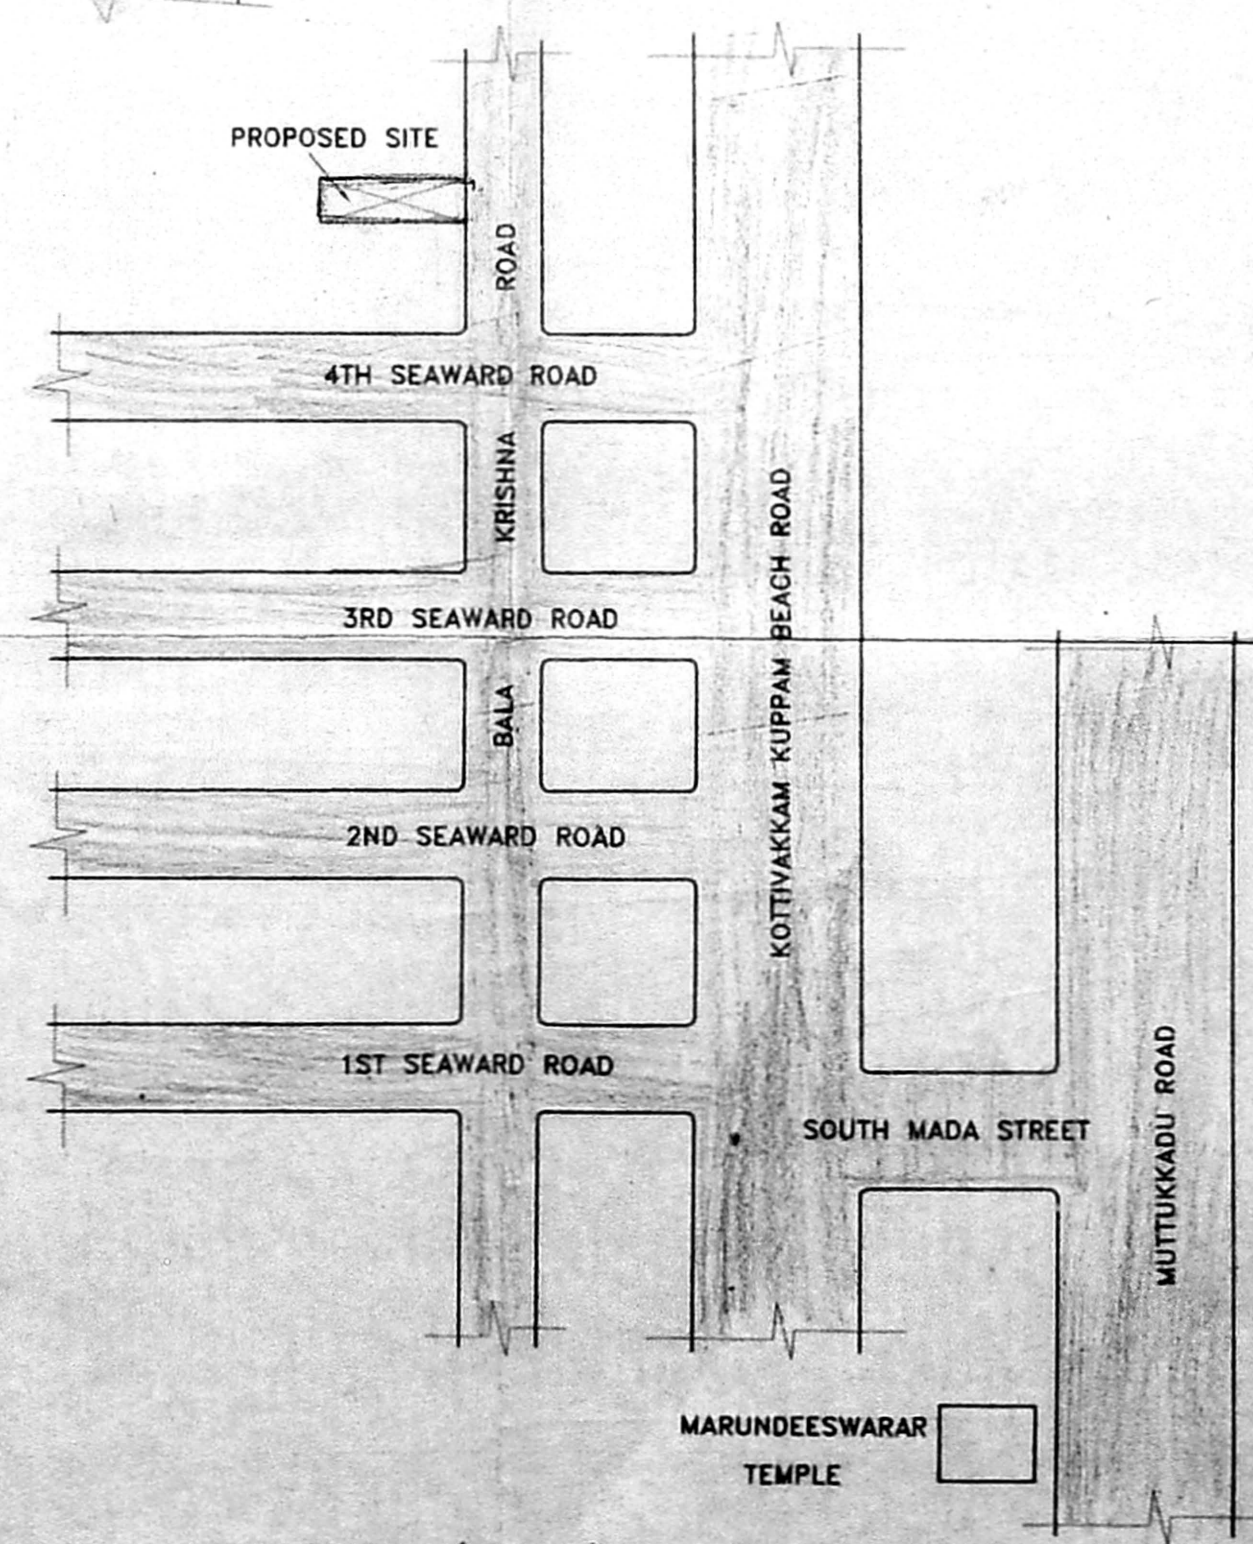 PROPOSED SITE
ROAD
4TH SEAWARD ROAD
KRISHNA
3RD SEAWARD ROAD
BALA
KOTTIVAKKAM KUPPAM BEACH ROAD
2ND SEAWARD ROAD
1ST SEAWARD ROAD
SOUTH MADA STREET
MUTTUKKADU ROAD
MARUNDEESWARAR
TEMPLE